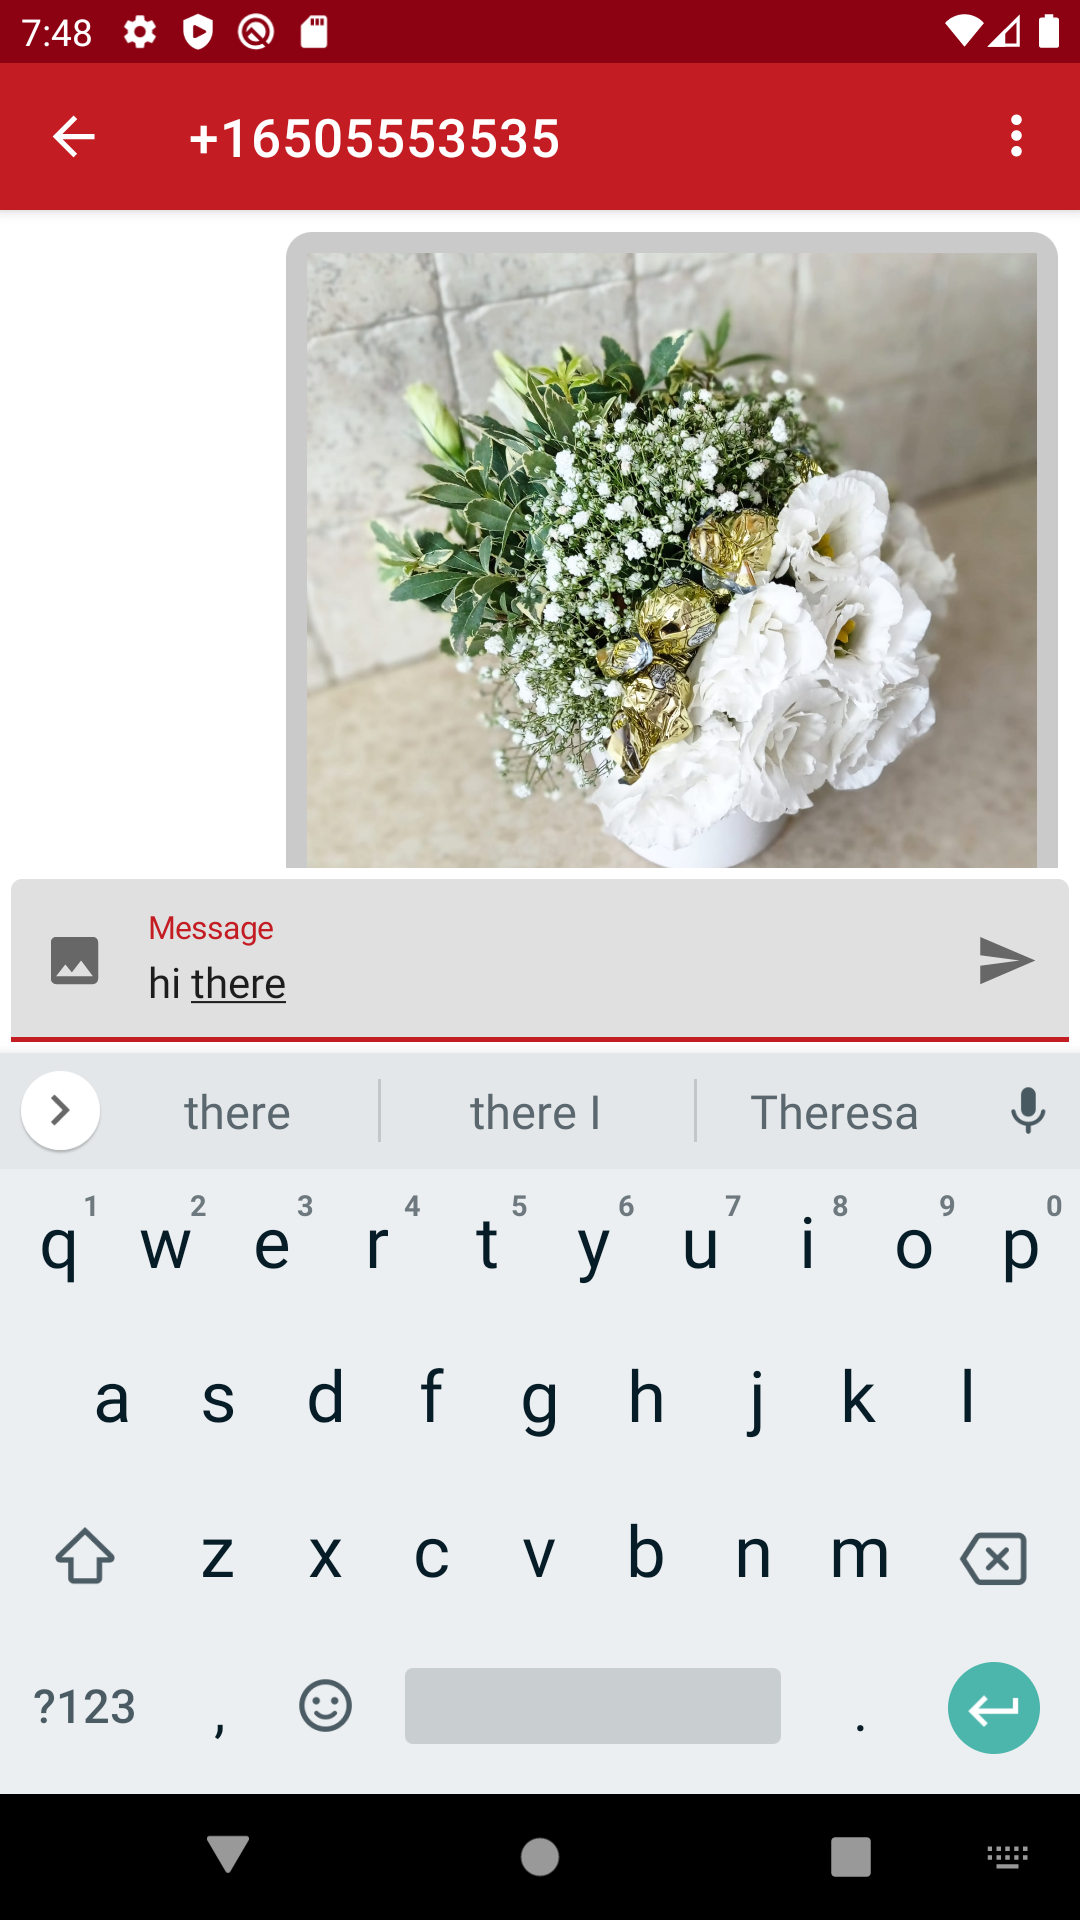 7:48
+16505553535
Message
hi there
there there I Theresa
1 2 3 4 5 6 7 8 9 0
q w e r t y u i o p
a s d f g h j k l
z x c v b n m
?123 , .